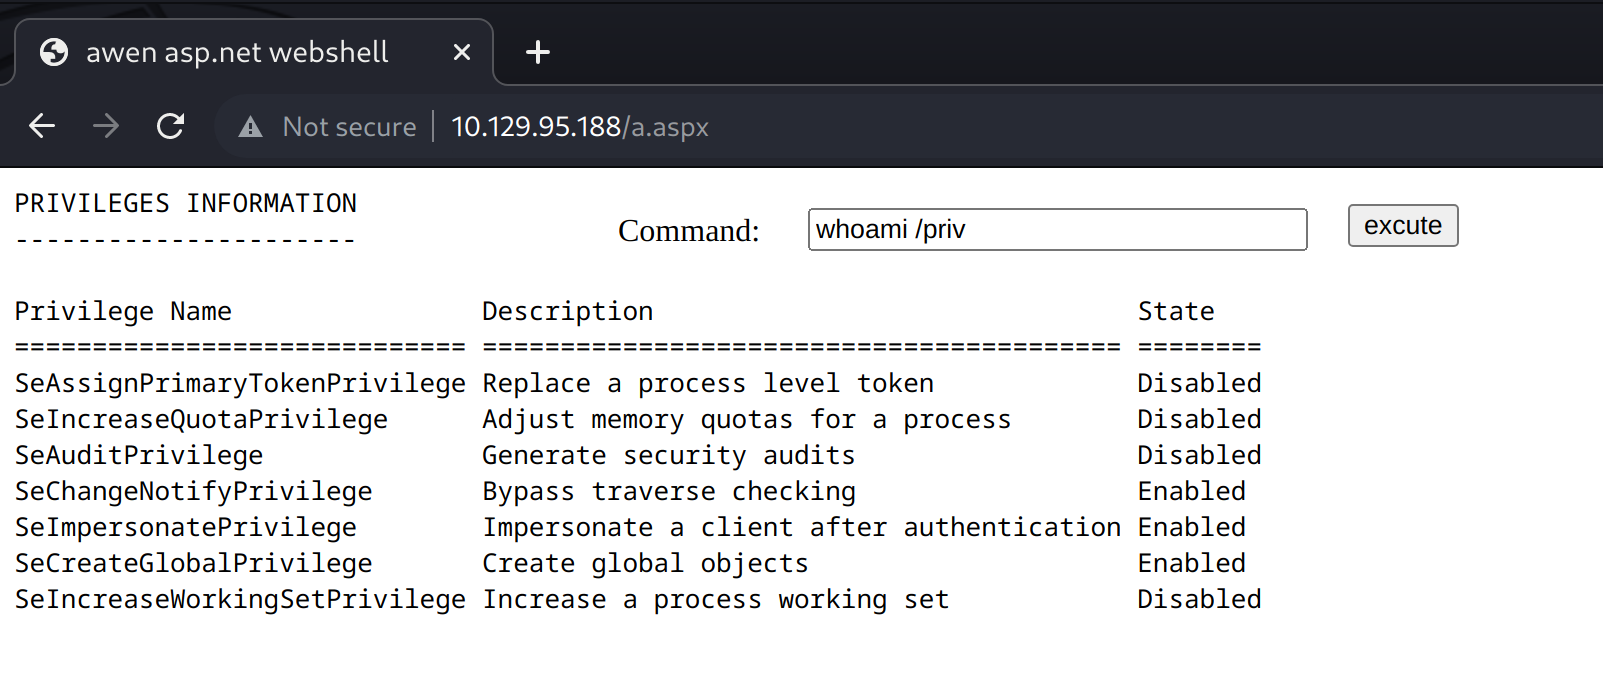 awen asp.net webshell
Not secure 10.129.95.188/a.aspx
PRIVILEGES INFORMATION
----------------------
Command: whoami /priv excute
Privilege Name Description State
============================= ========================================= ========
SeAssignPrimaryTokenPrivilege Replace a process level token Disabled
SeIncreaseQuotaPrivilege Adjust memory quotas for a process Disabled
SeAuditPrivilege Generate security audits Disabled
SeChangeNotifyPrivilege Bypass traverse checking Enabled
SeImpersonatePrivilege Impersonate a client after authentication Enabled
SeCreateGlobalPrivilege Create global objects Enabled
SeIncreaseWorkingSetPrivilege Increase a process working set Disabled